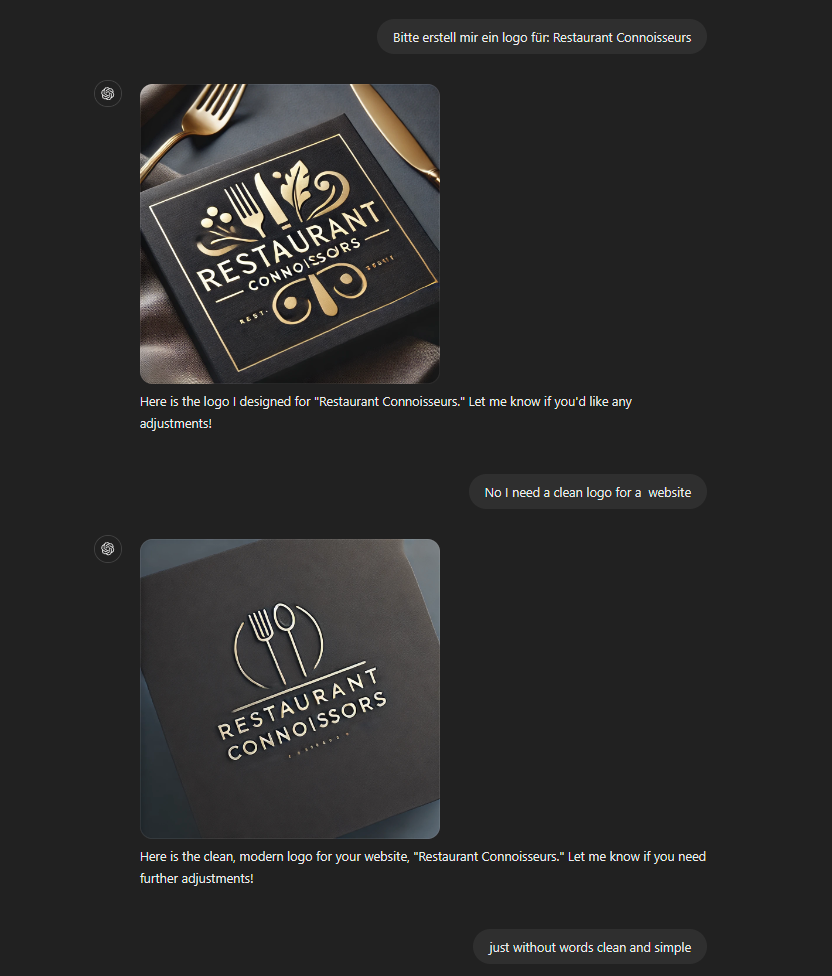 Bitte erstell mir ein logo für: Restaurant Connoisseurs
RESTAURANT
CONNOISSORS
REST.
Here is the logo I designed for "Restaurant Connoisseurs." Let me know if you'd like any
adjustments!
No I need a clean logo for a website
RESTAURANT
CONNOISSORS
Here is the clean, modern logo for your website, "Restaurant Connoisseurs." Let me know if you need
further adjustments!
just without words clean and simple